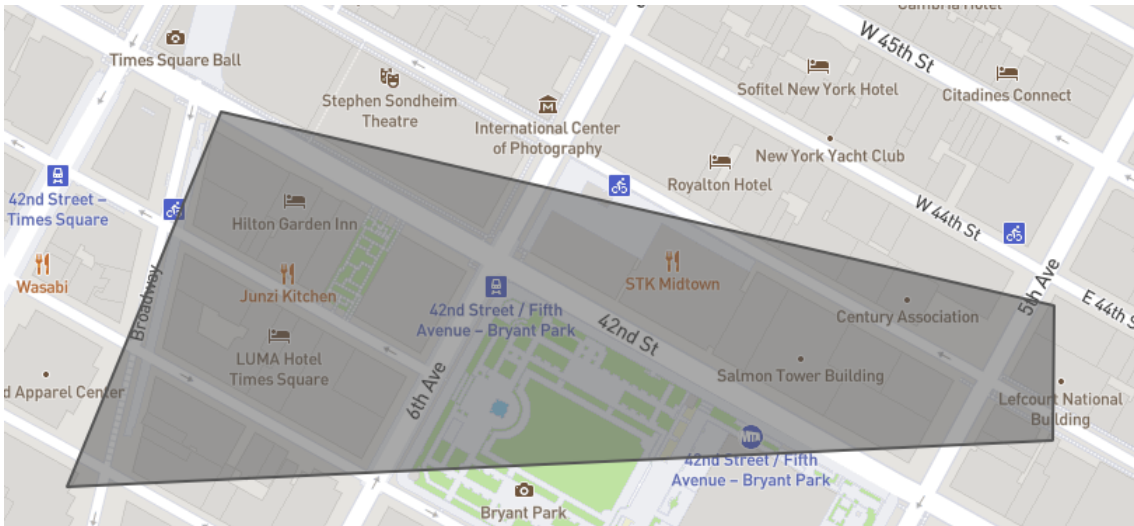 Cambria Hotel
W 45th St
Times Square Ball
Sofitel New York Hotel
Citadines Connect
Stephen Sondheim
Theatre
International Center
of Photography
New York Yacht Club
Royalton Hotel
42nd Street –
Times Square
Hilton Garden Inn
W 44th St
Wasabi
Broadway
Junzi Kitchen
STK Midtown
5th Ave
42nd Street / Fifth
Avenue – Bryant Park
42nd St
Century Association
E 44th S
LUMA Hotel
Times Square
6th Ave
Salmon Tower Building
d Apparel Center
Lefcourt National
Building
MTA
42nd Street / Fifth
Avenue – Bryant Park
Bryant Park